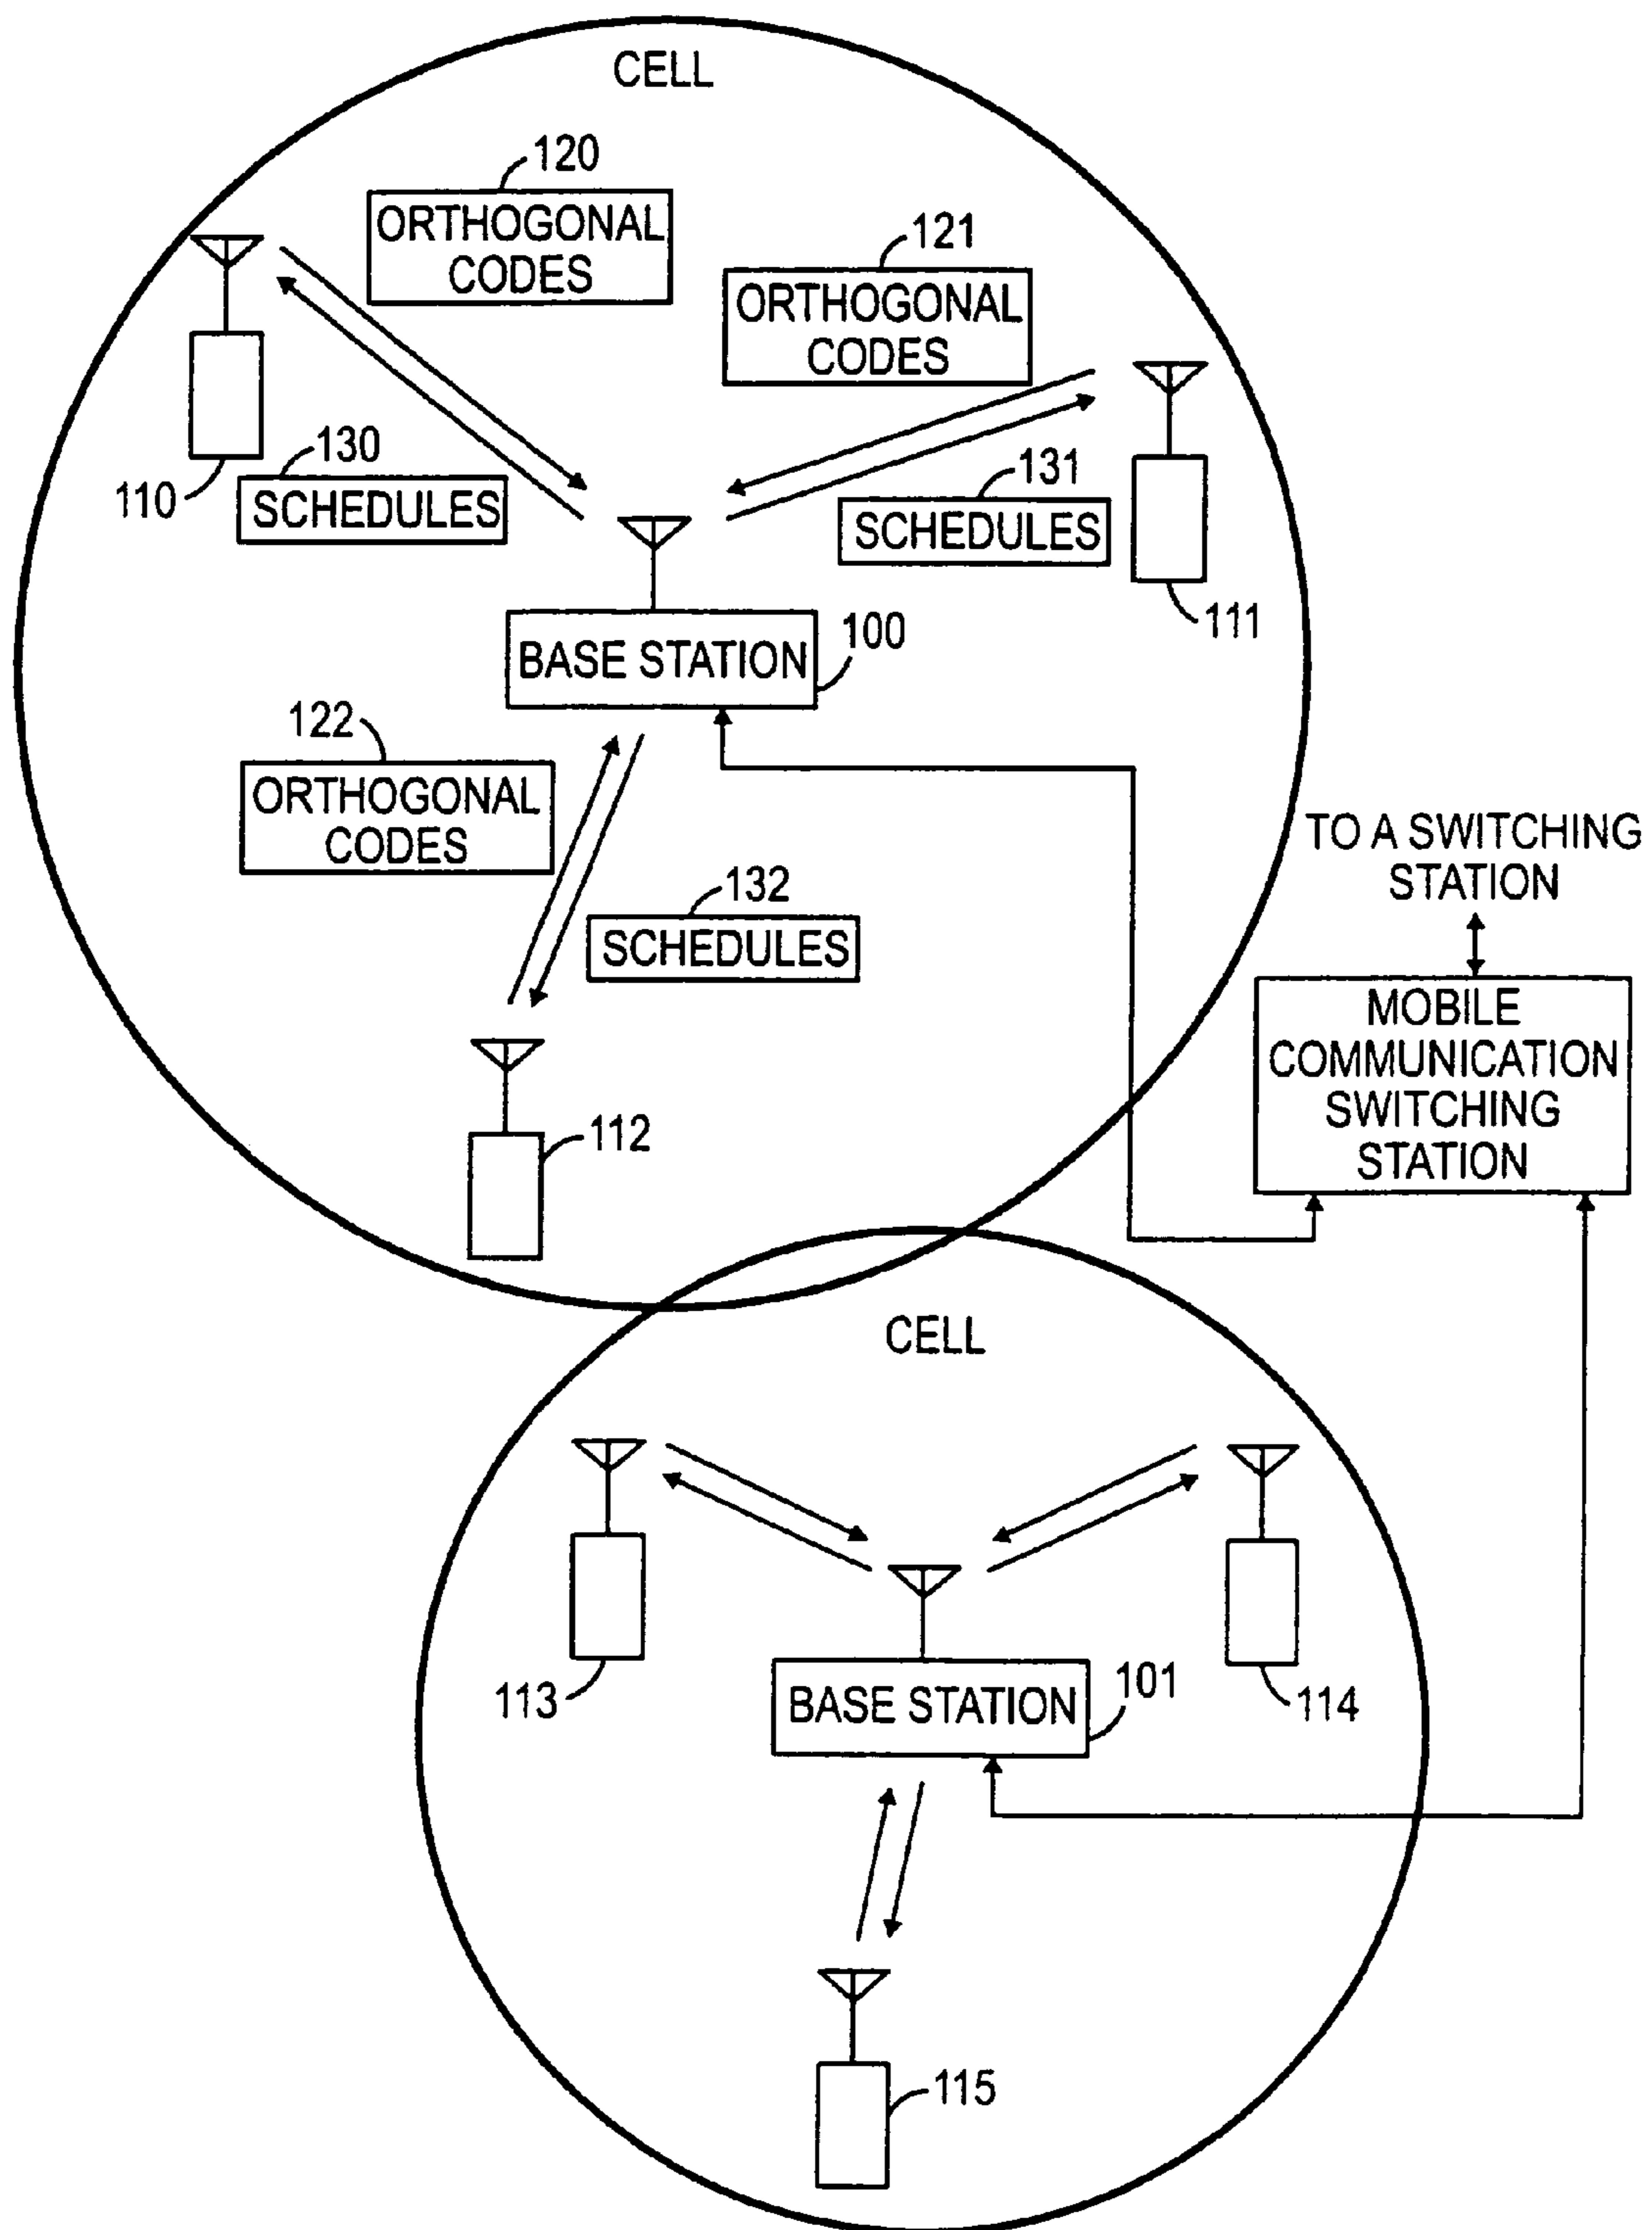 CELL
120
ORTHOGONAL
CODES
121
ORTHOGONAL
CODES
130
SCHEDULES
110
131
SCHEDULES
111
BASE STATION
100
122
ORTHOGONAL
CODES
132
SCHEDULES
112
TO A SWITCHING
STATION
MOBILE
COMMUNICATION
SWITCHING
STATION
CELL
113
BASE STATION
101
114
115